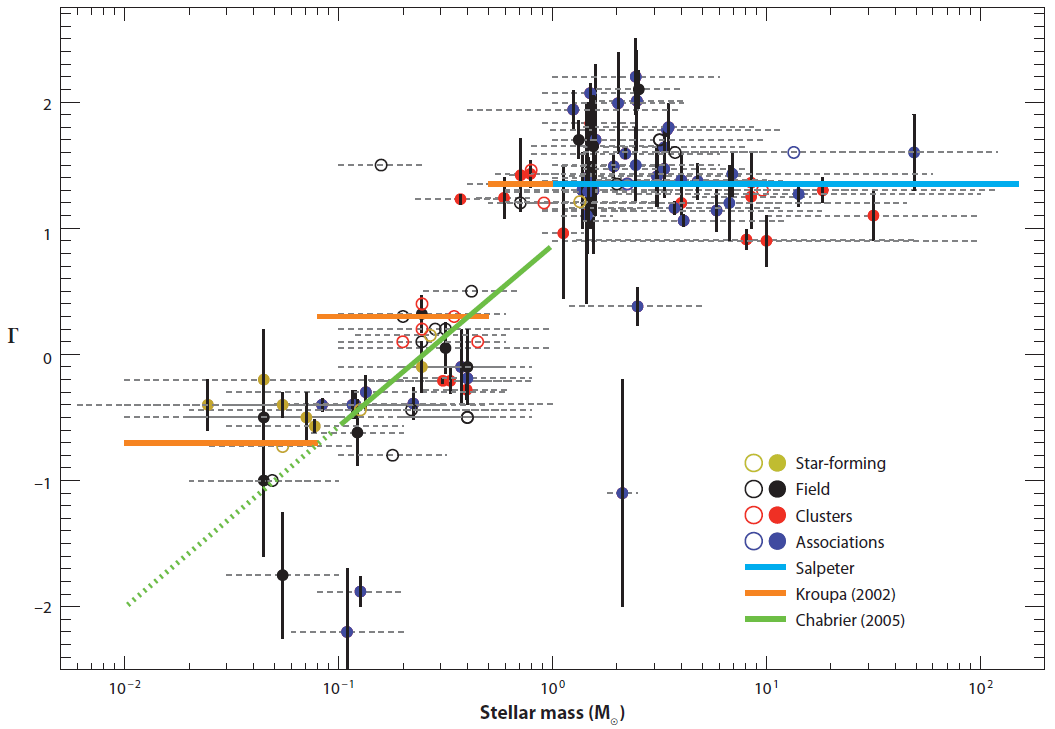 2
1
0
−1
−2
Γ
10⁻²
10⁻¹
10⁰
10¹
10²
Stellar mass (M☉)
Star-forming
Field
Clusters
Associations
Salpeter
Kroupa (2002)
Chabrier (2005)